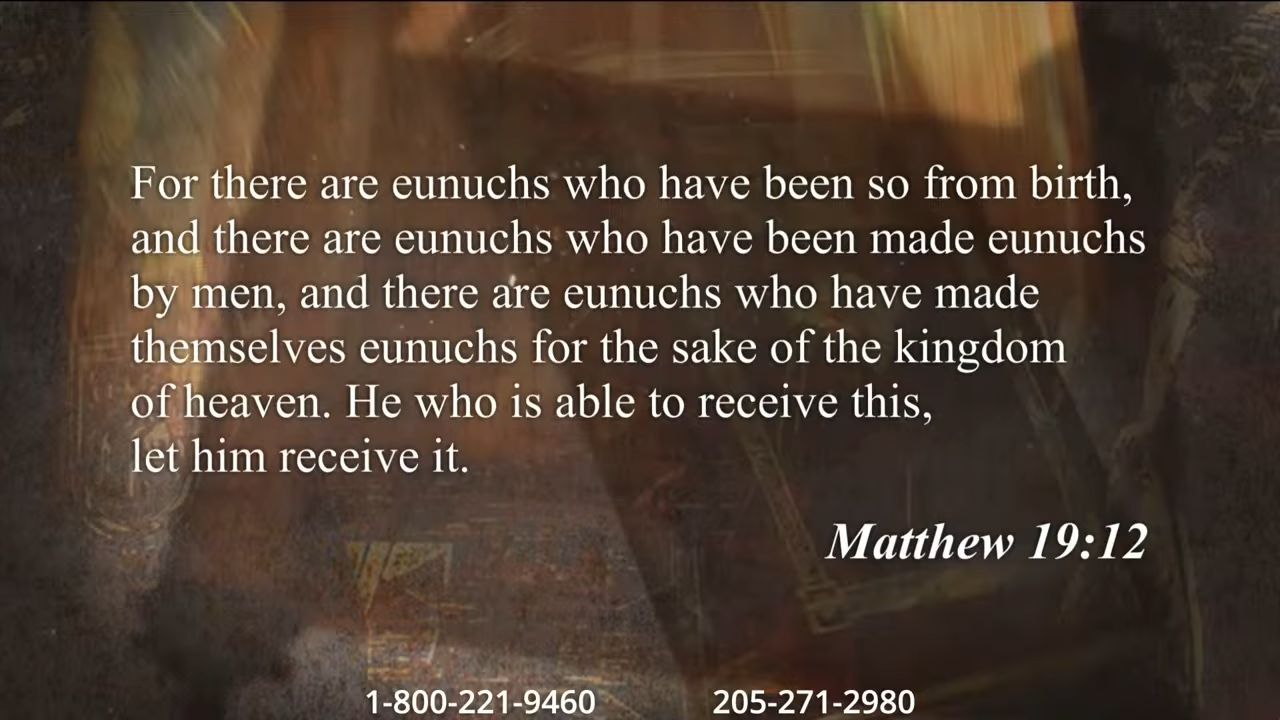 For there are eunuchs who have been so from birth,
and there are eunuchs who have been made eunuchs
by men, and there are eunuchs who have made
themselves eunuchs for the sake of the kingdom
of heaven. He who is able to receive this,
let him receive it.
Matthew 19:12
1-800-221-9460 205-271-2980